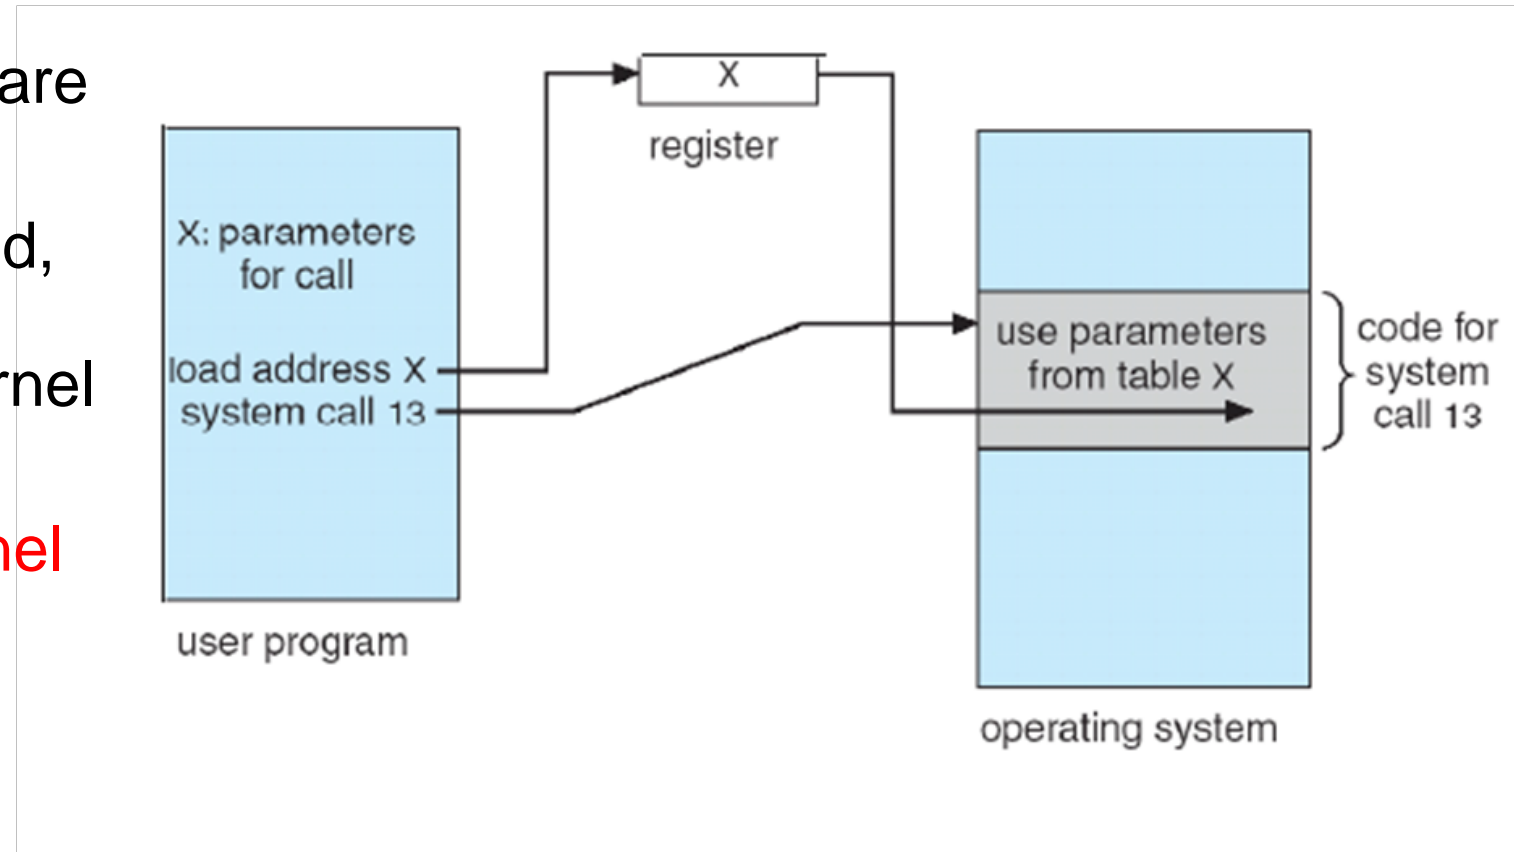 are
d,
rnel
nel
X
register
X: parameters
for call
load address X
system call 13
user program
use parameters
from table X
operating system
code for
system
call 13